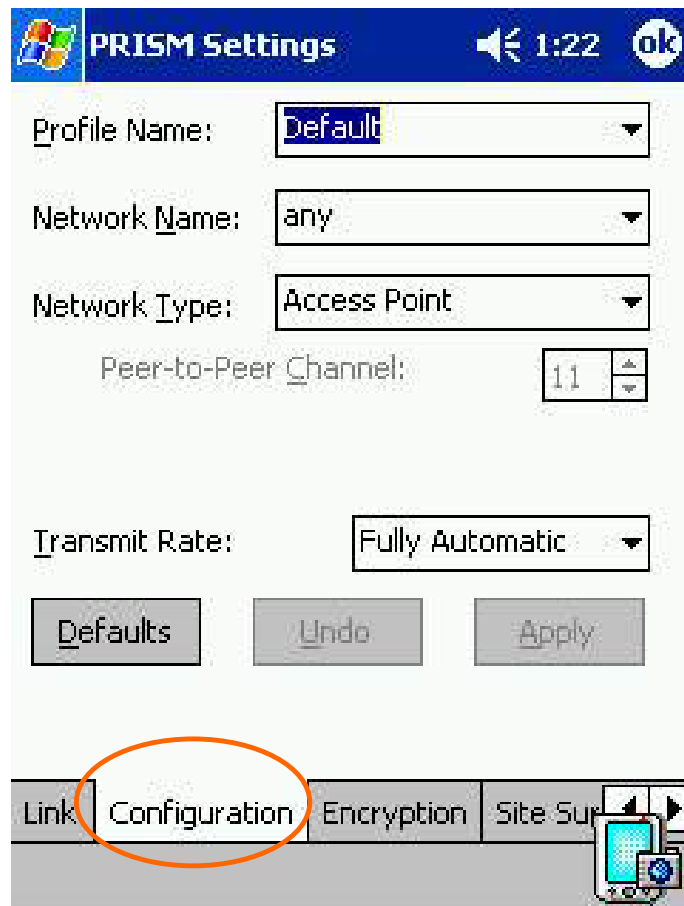 PRISM Settings 1:22 ok
Profile Name: Default
Network Name: any
Network Type: Access Point
Peer-to-Peer Channel: 11
Transmit Rate: Fully Automatic
Defaults Undo Apply
Link Configuration Encryption Site Sur